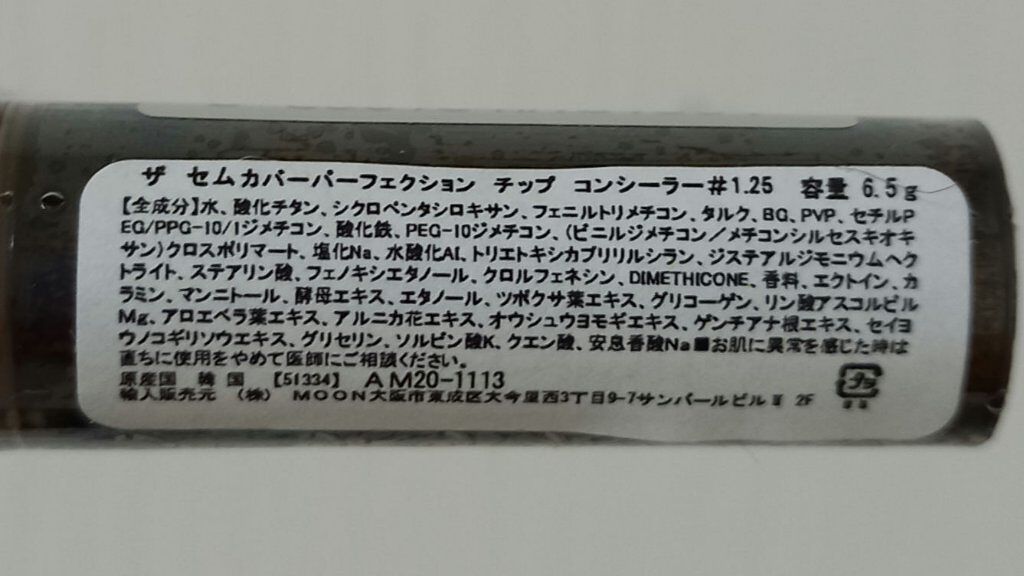 ザ セムカバーパーフェクション チップ コンシーラー#1.25 容量 6.5g
【全成分】水、酸化チタン、シクロペンタシロキサン、フェニルトリメチコン、タルク、BG、PVP、セチルP
EG/PPG-10/1ジメチコン、酸化鉄、PEG-10ジメチコン、(ビニルジメチコン/メチコンシルセスキオキ
サン)クロスポリマート、塩化Na、水酸化Al、トリエトキシカプリリルシラン、ジステアルジモニウムヘク
トライト、ステアリン酸、フェノキシエタノール、クロルフェネシン、DIMETHICONE、香料、エクトイン、カ
ラミン、マンニトール、酵母エキス、エタノール、ツボクサ葉エキス、グリコーゲン、リン酸アスコルビル
Mg、アロエベラ葉エキス、アルニカ花エキス、オウシュウヨモギエキス、ゲンチアナ根エキス、セイヨ
ウノコギリソウエキス、グリセリン、ソルビン酸K、クエン酸、安息香酸Na■お肌に異常を感じた時は
直ちに使用をやめて医師にご相談ください。
原産国 韓国 【51334】 AM20-1113
輸入販売元 (株) MOON大阪市東成区大今里西3丁目9-7サンパールビルⅡ 2F
プラ